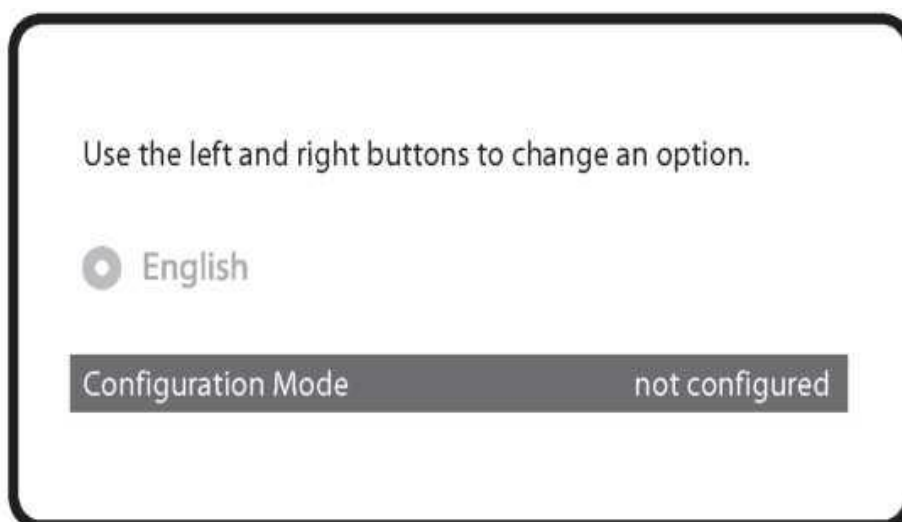 Use the left and right buttons to change an option.
English
Configuration Mode not configured